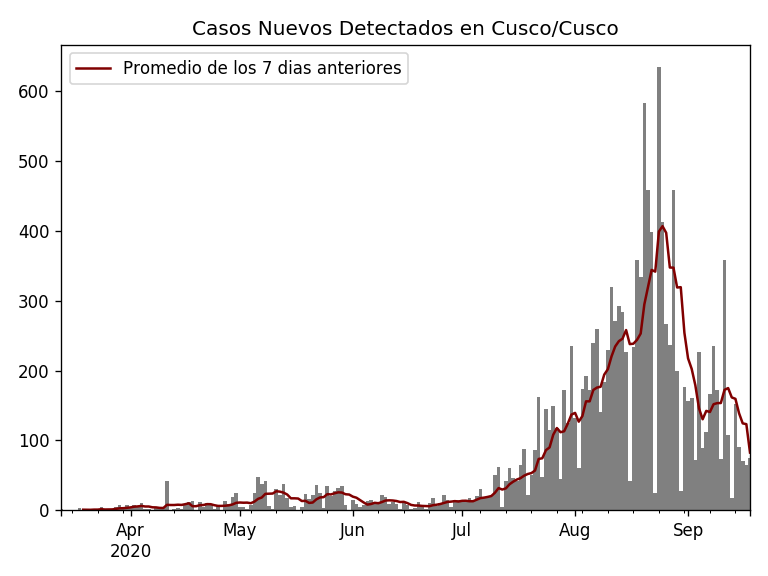 Casos Nuevos Detectados en Cusco/Cusco
Promedio de los 7 dias anteriores
600
500
400
300
200
100
0
Apr May Jun Jul Aug Sep
2020